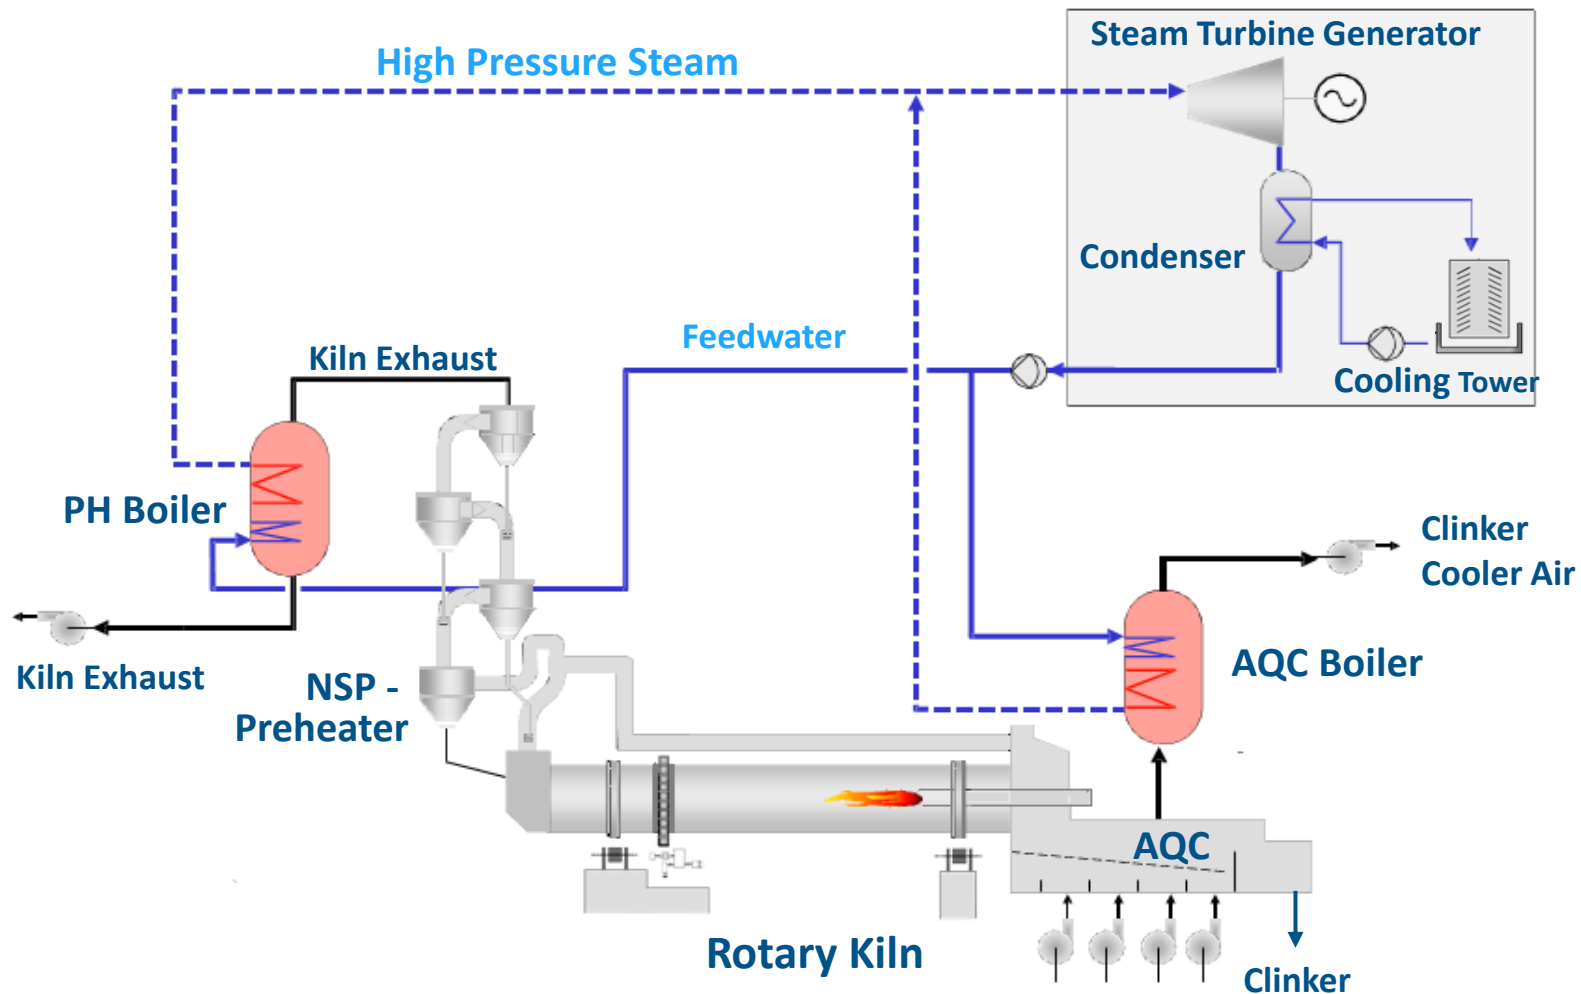 Steam Turbine Generator
High Pressure Steam
Condenser
Feedwater
Kiln Exhaust
Cooling Tower
PH Boiler
Clinker
Cooler Air
AQC Boiler
Kiln Exhaust
NSP -
Preheater
AQC
Rotary Kiln
Clinker